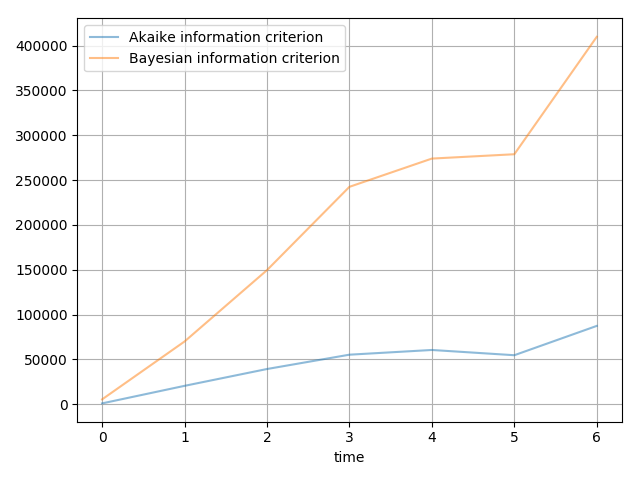 Akaike information criterion
Bayesian information criterion
400000
350000
300000
250000
200000
150000
100000
50000
0
0 1 2 3 4 5 6
time